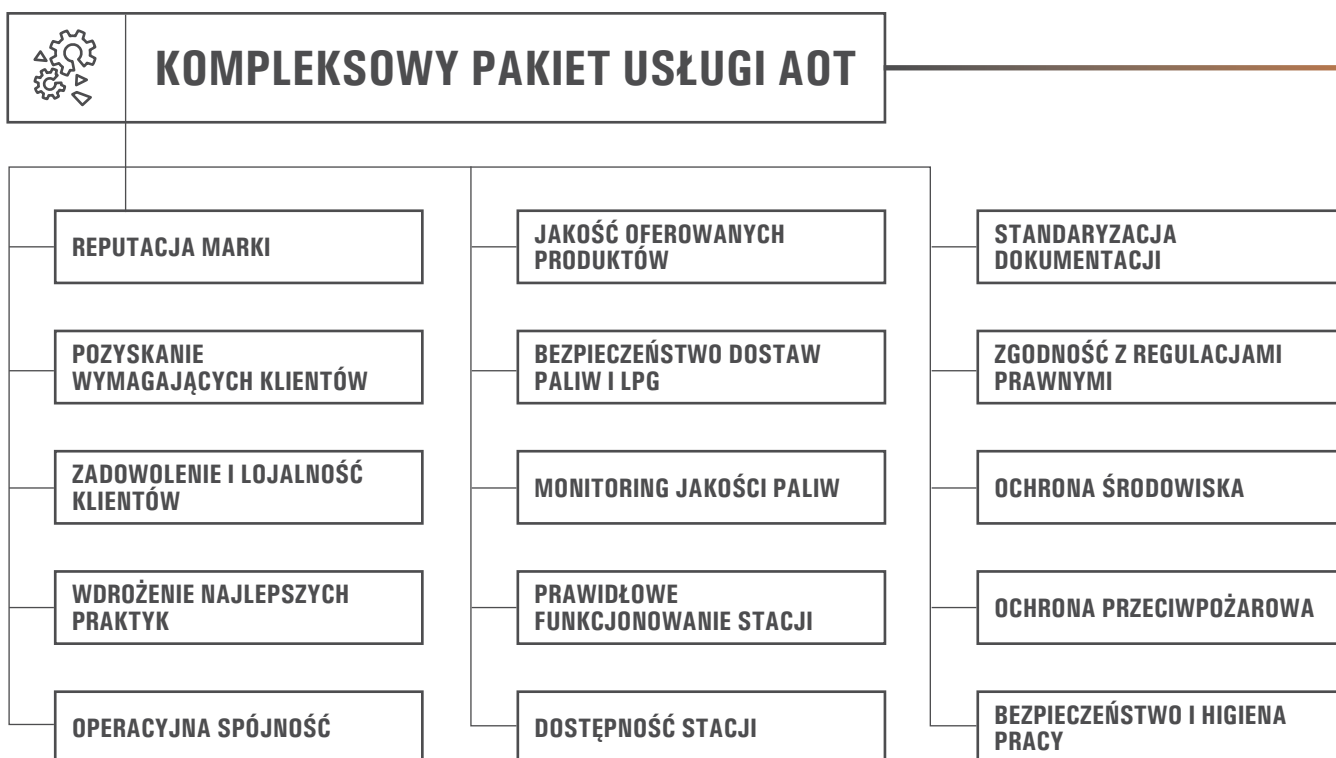 KOMPLEKSOWY PAKIET USŁUGI AOT
REPUTACJA MARKI
POZYSKANIE
WYMAGAJĄCYCH KLIENTÓW
ZADOWOLENIE I LOJALNOŚĆ
KLIENTÓW
WDROŻENIE NAJLEPSZYCH
PRAKTYK
OPERACYJNA SPÓJNOŚĆ
JAKOŚĆ OFEROWANYCH
PRODUKTÓW
BEZPIECZEŃSTWO DOSTAW
PALIW I LPG
MONITORING JAKOŚCI PALIW
PRAWIDŁOWE
FUNKCJONOWANIE STACJI
DOSTĘPNOŚĆ STACJI
STANDARYZACJA
DOKUMENTACJI
ZGODNOŚĆ Z REGULACJAMI
PRAWNYMI
OCHRONA ŚRODOWISKA
OCHRONA PRZECIWPOŻAROWA
BEZPIECZEŃSTWO I HIGIENA
PRACY